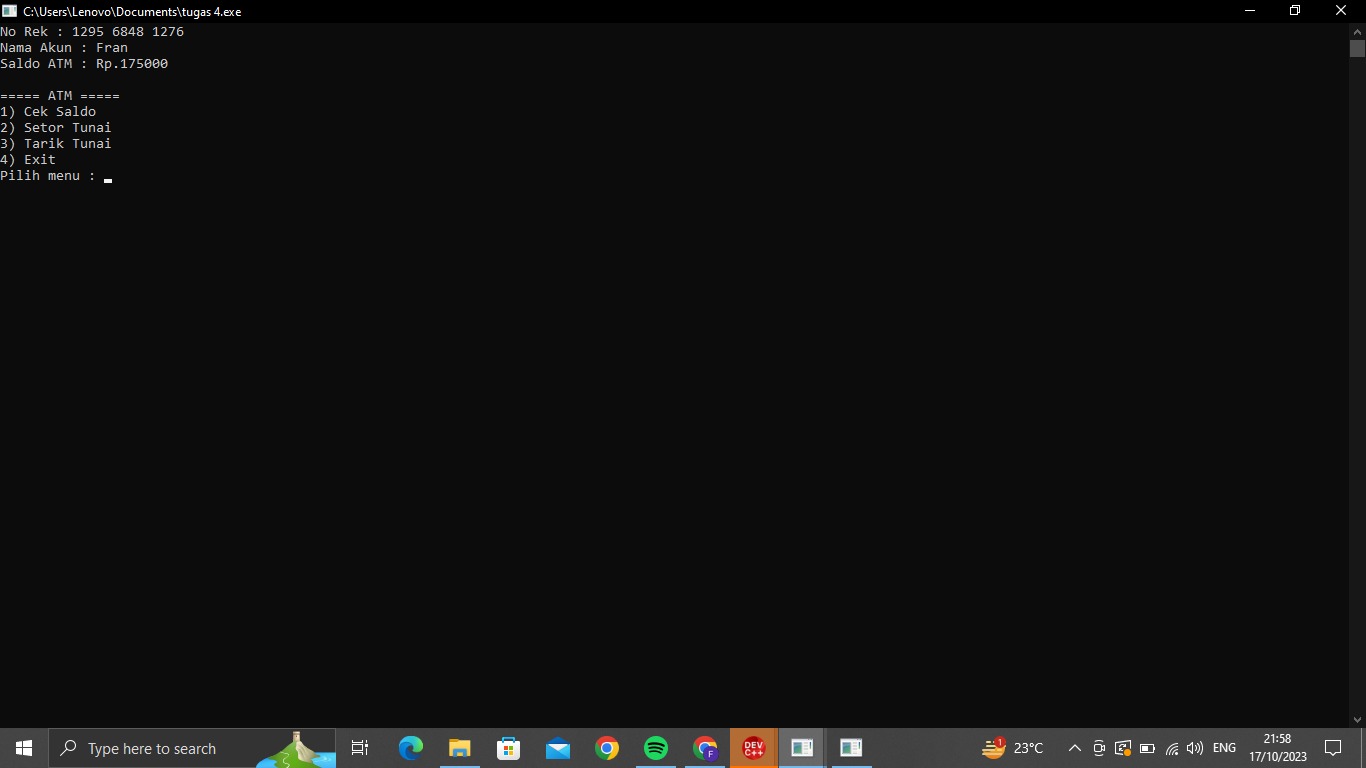 C:\Users\Lenovo\Documents\tugas 4.exe
No Rek : 1295 6848 1276
Nama Akun : Fran
Saldo ATM : Rp.175000
===== ATM =====
1) Cek Saldo
2) Setor Tunai
3) Tarik Tunai
4) Exit
Pilih menu :
Type here to search
F
DEV
C++
1
23°C
ENG
21:58
17/10/2023